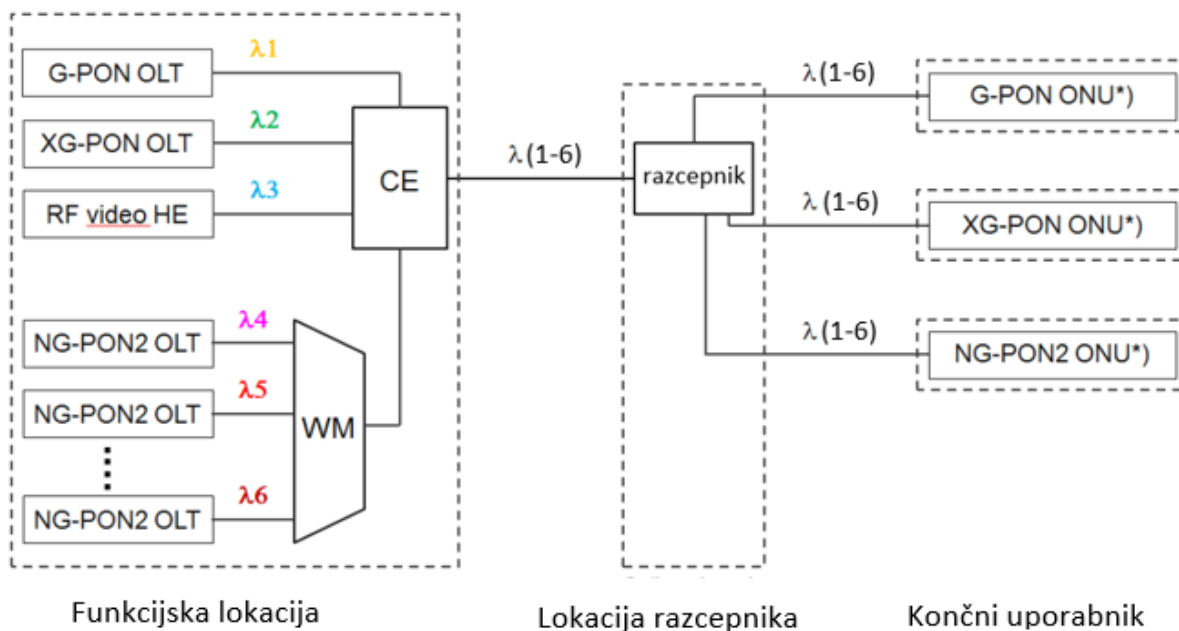 G-PON OLT
λ1
XG-PON OLT
λ2
RF video HE
λ3
CE
NG-PON2 OLT
λ4
NG-PON2 OLT
λ5
NG-PON2 OLT
λ6
WM
λ(1-6)
razcepnik
λ(1-6)
G-PON ONU*)
λ(1-6)
XG-PON ONU*)
λ(1-6)
NG-PON2 ONU*)
Funkcijska lokacija
Lokacija razcepnika
Končni uporabnik